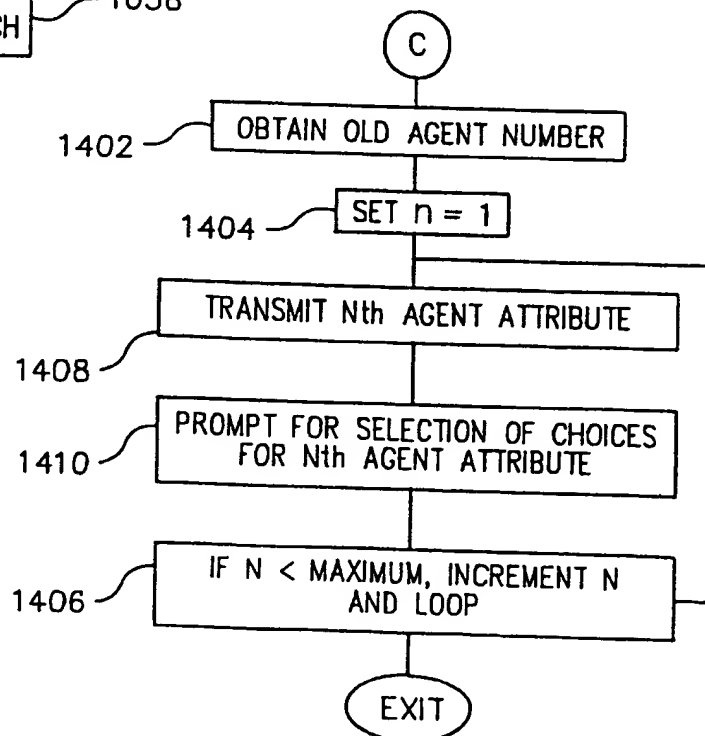 CH
C
1402
OBTAIN OLD AGENT NUMBER
1404
SET n = 1
TRANSMIT Nth AGENT ATTRIBUTE
1408
PROMPT FOR SELECTION OF CHOICES
FOR Nth AGENT ATTRIBUTE
1410
IF N < MAXIMUM, INCREMENT N
AND LOOP
1406
EXIT